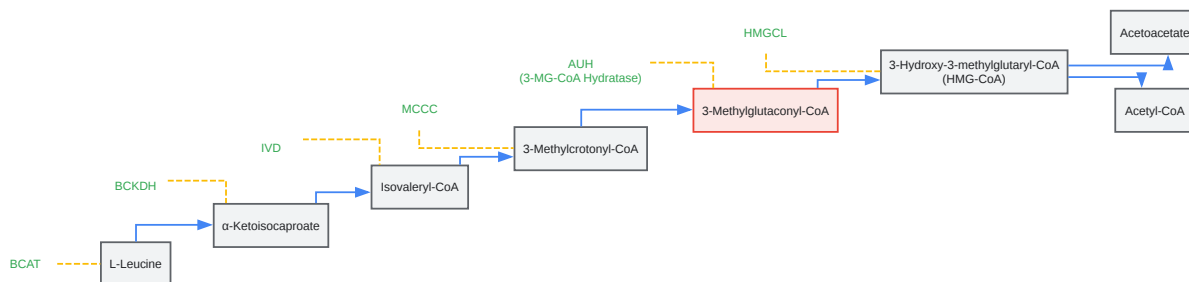 HMGCL
Acetoacetate
AUH
(3-MG-CoA Hydratase)
3-Hydroxy-3-methylglutaryl-CoA
(HMG-CoA)
MCCC
3-Methylglutaconyl-CoA
Acetyl-CoA
IVD
3-Methylcrotonyl-CoA
BCKDH
Isovaleryl-CoA
α-Ketoisocaproate
BCAT
L-Leucine